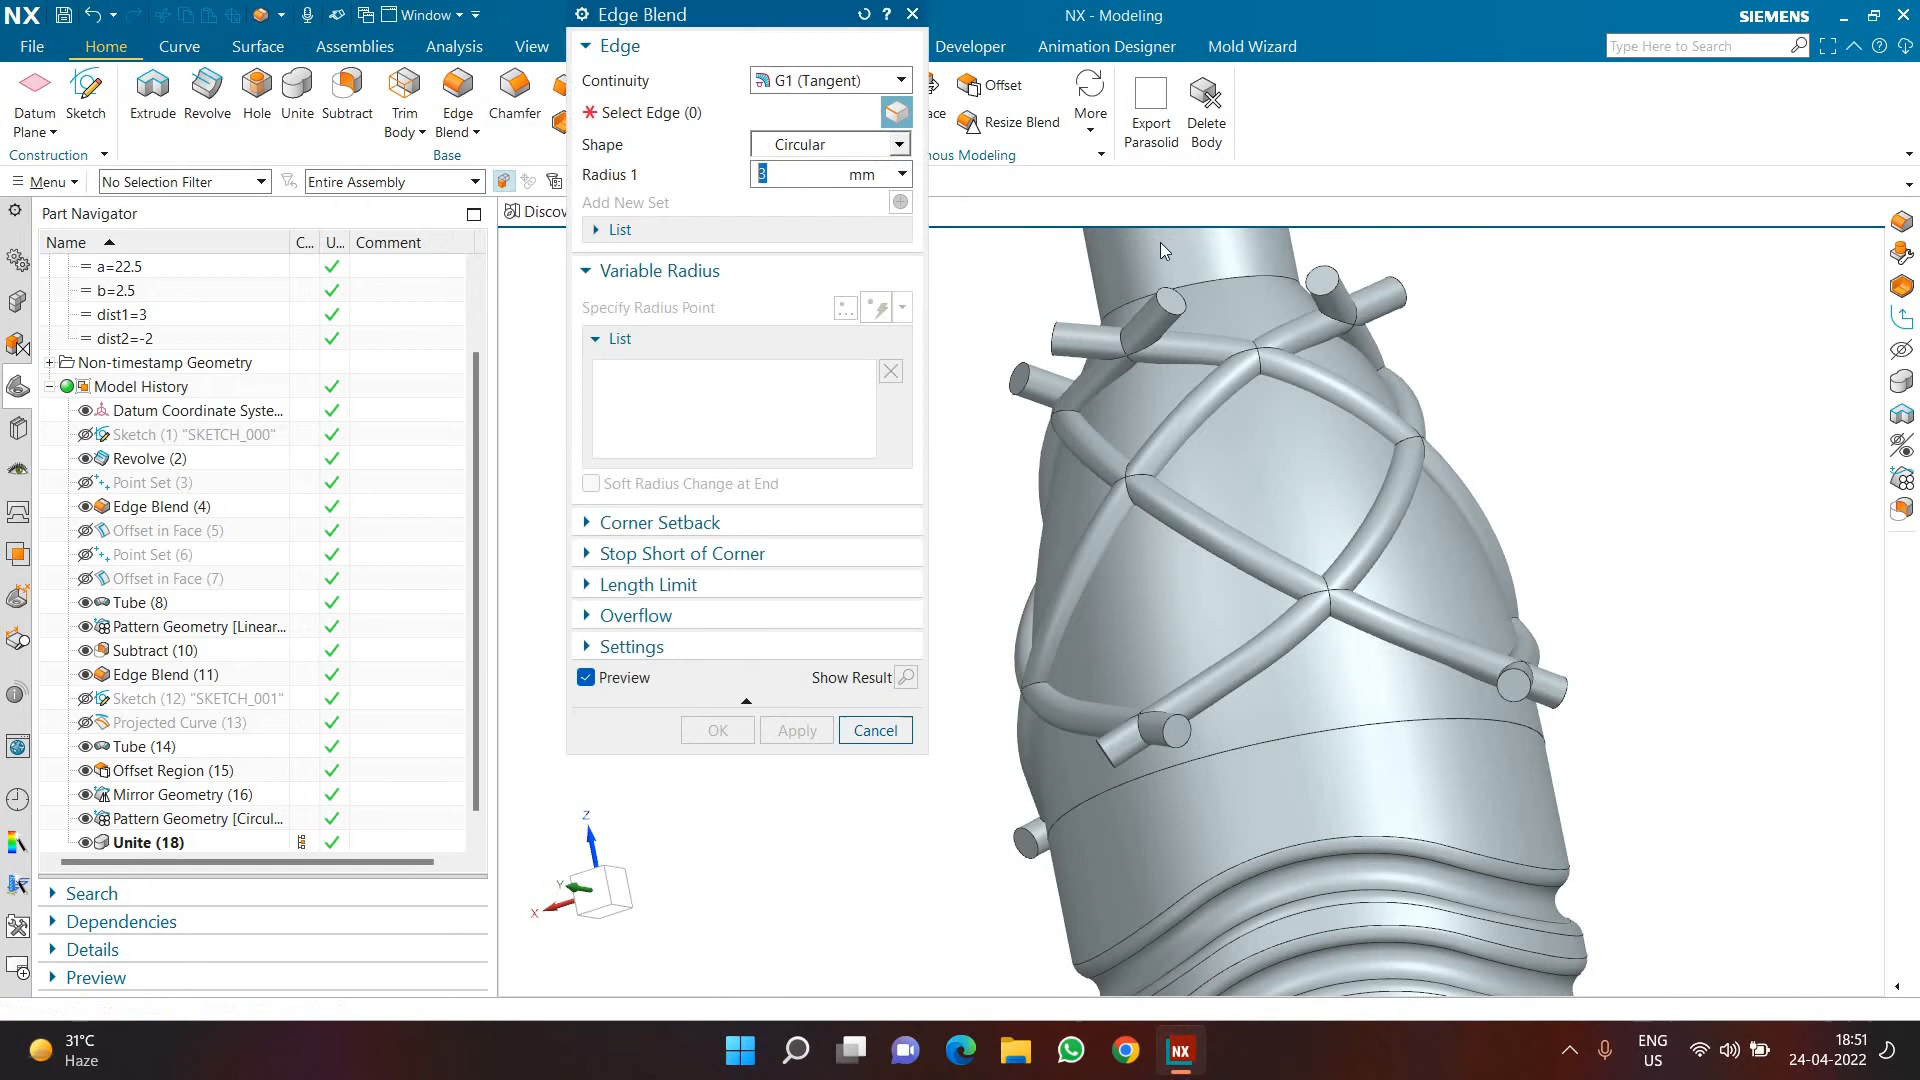 NX
Window
NX - Modeling
SIEMENS
Edge Blend
File
Home
Curve
Surface
Assemblies
Analysis
View
Developer
Animation Designer
Mold Wizard
Type Here to Search
Datum Plane
Sketch
Extrude
Revolve
Hole
Unite
Subtract
Trim Body
Edge Blend
Chamfer
Offset
Resize Blend
More
Export Parasolid
Delete Body
Construction
Base
nous Modeling
Menu
No Selection Filter
Entire Assembly
Part Navigator
Discov
Name
C...
U...
Comment
a=22.5
b=2.5
dist1=3
dist2=-2
Non-timestamp Geometry
Model History
Datum Coordinate Syste...
Sketch (1) "SKETCH_000"
Revolve (2)
Point Set (3)
Edge Blend (4)
Offset in Face (5)
Point Set (6)
Offset in Face (7)
Tube (8)
Pattern Geometry [Linear...
Subtract (10)
Edge Blend (11)
Sketch (12) "SKETCH_001"
Projected Curve (13)
Tube (14)
Offset Region (15)
Mirror Geometry (16)
Pattern Geometry [Circul...
Unite (18)
Search
Dependencies
Details
Preview
Edge
Continuity
G1 (Tangent)
Select Edge (0)
Shape
Circular
Radius 1
3
mm
Add New Set
List
Variable Radius
Specify Radius Point
List
Soft Radius Change at End
Corner Setback
Stop Short of Corner
Length Limit
Overflow
Settings
Preview
Show Result
OK
Apply
Cancel
Z
Y
X
31°C
Haze
NX
ENG
US
18:51
24-04-2022